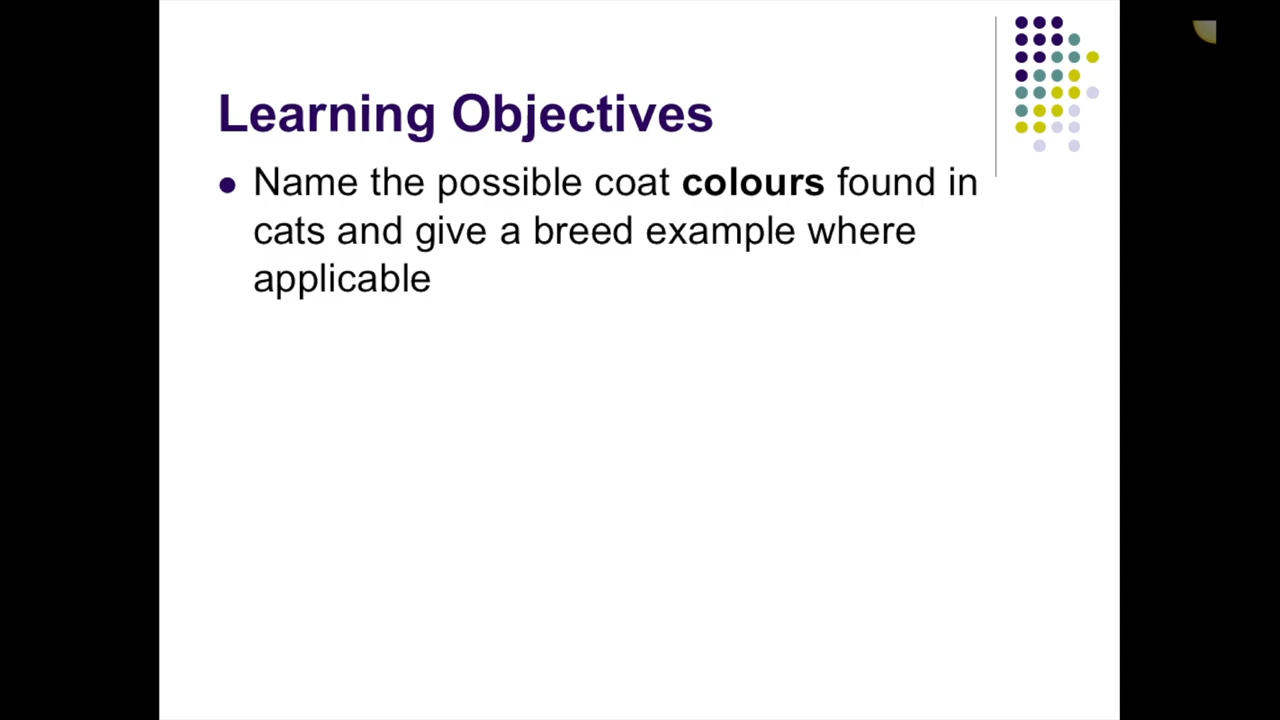 Learning Objectives
Name the possible coat colours found in
cats and give a breed example where
applicable